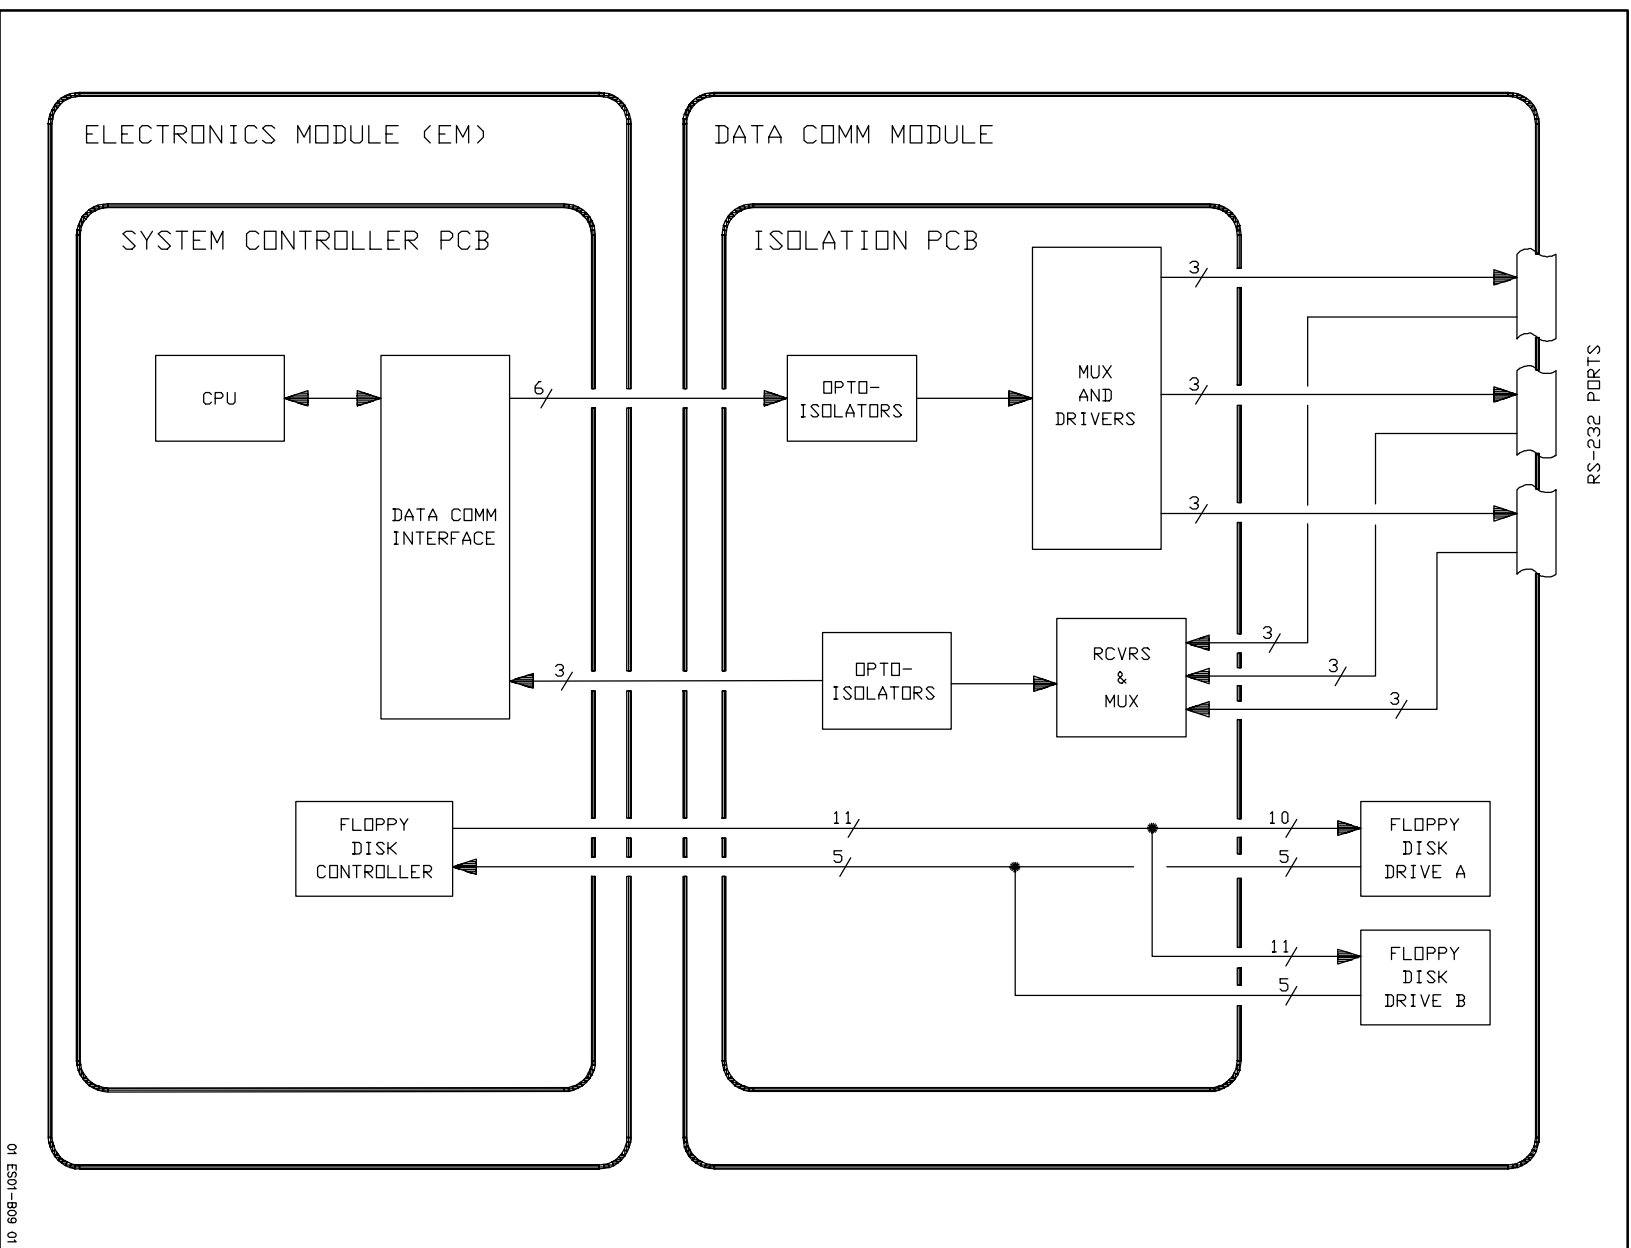 ELECTRONICS MODULE (EM)
DATA COMM MODULE
SYSTEM CONTROLLER PCB
ISOLATION PCB
CPU
DATA COMM
INTERFACE
6
OPTO-
ISOLATORS
MUX
AND
DRIVERS
3
3
3
RS-232 PORTS
3
OPTO-
ISOLATORS
RCVRS
&
MUX
3
3
3
FLOPPY
DISK
CONTROLLER
11
5
10
5
FLOPPY
DISK
DRIVE A
11
5
FLOPPY
DISK
DRIVE B
01 ES01-B09 01